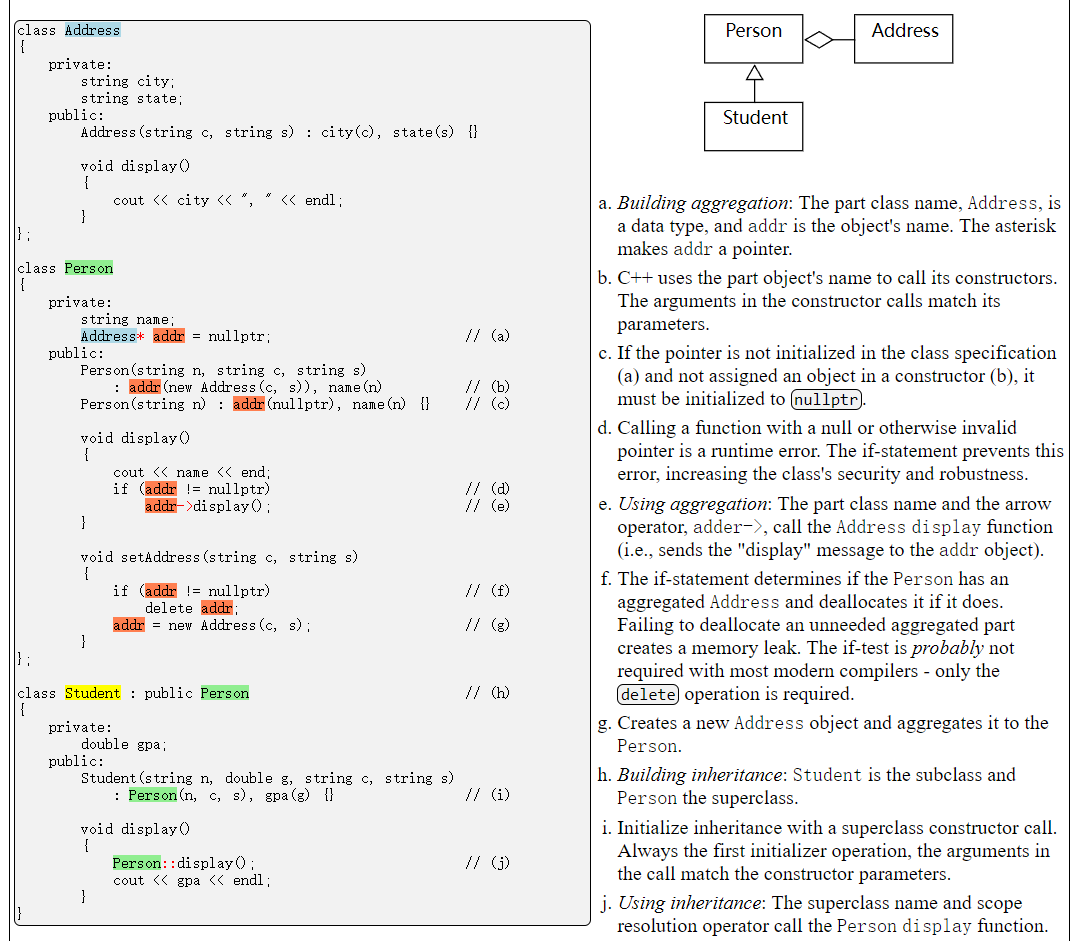 class Address
{
    private:
        string city;
        string state;
    public:
        Address(string c, string s) : city(c), state(s) {}

        void display()
        {
            cout << city << ", " << endl;
        }
};

class Person
{
    private:
        string name;
        Address* addr = nullptr;                        // (a)
    public:
        Person(string n, string c, string s)
            : addr(new Address(c, s)), name(n)          // (b)
        Person(string n) : addr(nullptr), name(n) {}    // (c)

        void display()
        {
            cout << name << end;
            if (addr != nullptr)                        // (d)
                addr->display();                        // (e)
        }

        void setAddress(string c, string s)
        {
            if (addr != nullptr)                        // (f)
                delete addr;
            addr = new Address(c, s);                   // (g)
        }
};

class Student : public Person                           // (h)
{
    private:
        double gpa;
    public:
        Student(string n, double g, string c, string s)
            : Person(n, c, s), gpa(g) {}                // (i)

        void display()
        {
            Person::display();                          // (j)
            cout << gpa << endl;
        }
}
Person
Address
Student
a. Building aggregation: The part class name, Address, is
a data type, and addr is the object's name. The asterisk
makes addr a pointer.
b. C++ uses the part object's name to call its constructors.
The arguments in the constructor calls match its
parameters.
c. If the pointer is not initialized in the class specification
(a) and not assigned an object in a constructor (b), it
must be initialized to nullptr.
d. Calling a function with a null or otherwise invalid
pointer is a runtime error. The if-statement prevents this
error, increasing the class's security and robustness.
e. Using aggregation: The part class name and the arrow
operator, adder->, call the Address display function
(i.e., sends the "display" message to the addr object).
f. The if-statement determines if the Person has an
aggregated Address and deallocates it if it does.
Failing to deallocate an unneeded aggregated part
creates a memory leak. The if-test is probably not
required with most modern compilers - only the
delete operation is required.
g. Creates a new Address object and aggregates it to the
Person.
h. Building inheritance: Student is the subclass and
Person the superclass.
i. Initialize inheritance with a superclass constructor call.
Always the first initializer operation, the arguments in
the call match the constructor parameters.
j. Using inheritance: The superclass name and scope
resolution operator call the Person display function.